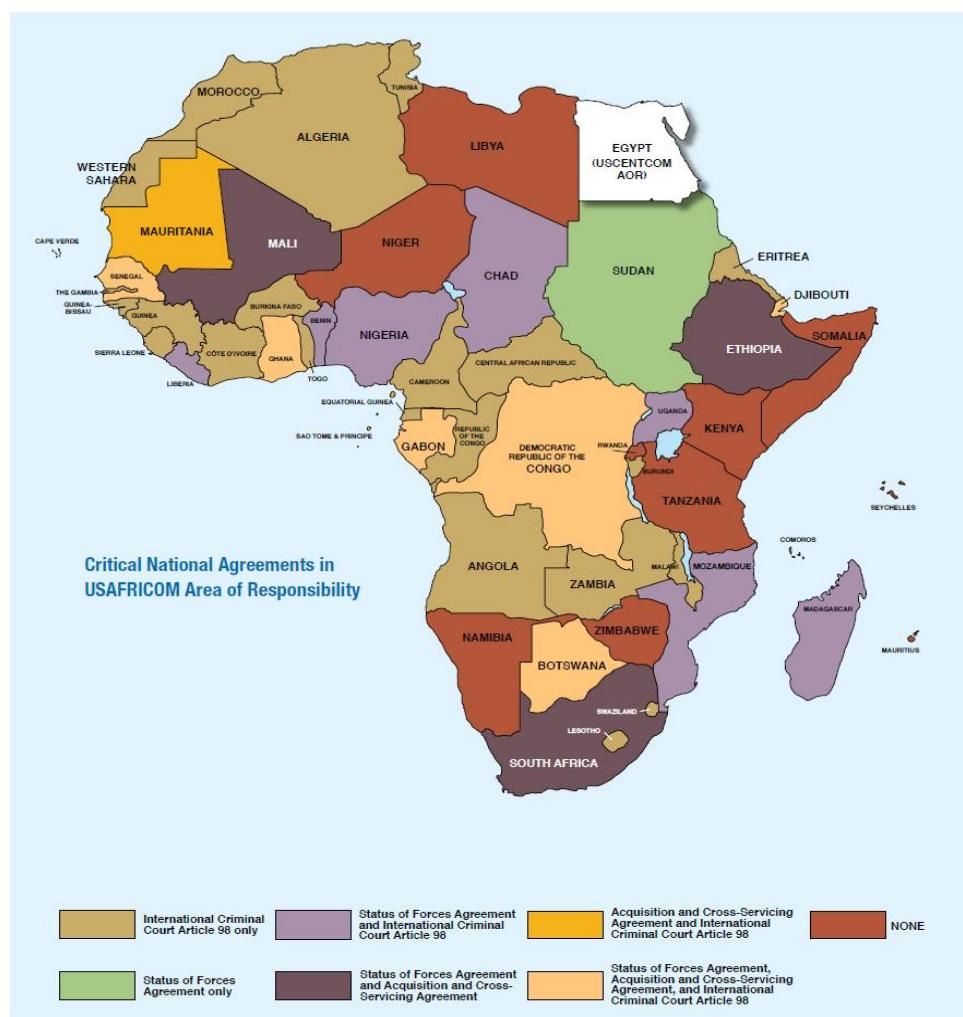 MOROCCO
TUNISIA
ALGERIA
LIBYA
EGYPT
(USCENTCOM
AOR)
WESTERN
SAHARA
MAURITANIA
MALI
NIGER
CHAD
SUDAN
ERITREA
CAPE VERDE
SENEGAL
THE GAMBIA
GUINEA-
BISSAU
GUINEA
BURKINA FASO
BENIN
NIGERIA
DJIBOUTI
SOMALIA
ETHIOPIA
SIERRA LEONE
CÔTE D'IVOIRE
GHANA
LIBERIA
TOGO
CENTRAL AFRICAN REPUBLIC
CAMEROON
EQUATORIAL GUINEA
UGANDA
KENYA
SAO TOME & PRINCIPE
GABON
REPUBLIC
OF THE
CONGO
DEMOCRATIC
REPUBLIC OF THE
CONGO
RWANDA
BURUNDI
TANZANIA
SEYCHELLES
COMOROS
Critical National Agreements in
USAFRICOM Area of Responsibility
ANGOLA
ZAMBIA
MALAWI
MOZAMBIQUE
MADAGASCAR
MAURITIUS
NAMIBIA
ZIMBABWE
BOTSWANA
SWAZILAND
LESOTHO
SOUTH AFRICA
International Criminal
Court Article 98 only
Status of Forces Agreement
and International Criminal
Court Article 98
Acquisition and Cross-Servicing
Agreement and International
Criminal Court Article 98
NONE
Status of Forces
Agreement only
Status of Forces Agreement
and Acquisition and Cross-
Servicing Agreement
Status of Forces Agreement,
Acquisition and Cross-Servicing
Agreement, and International
Criminal Court Article 98